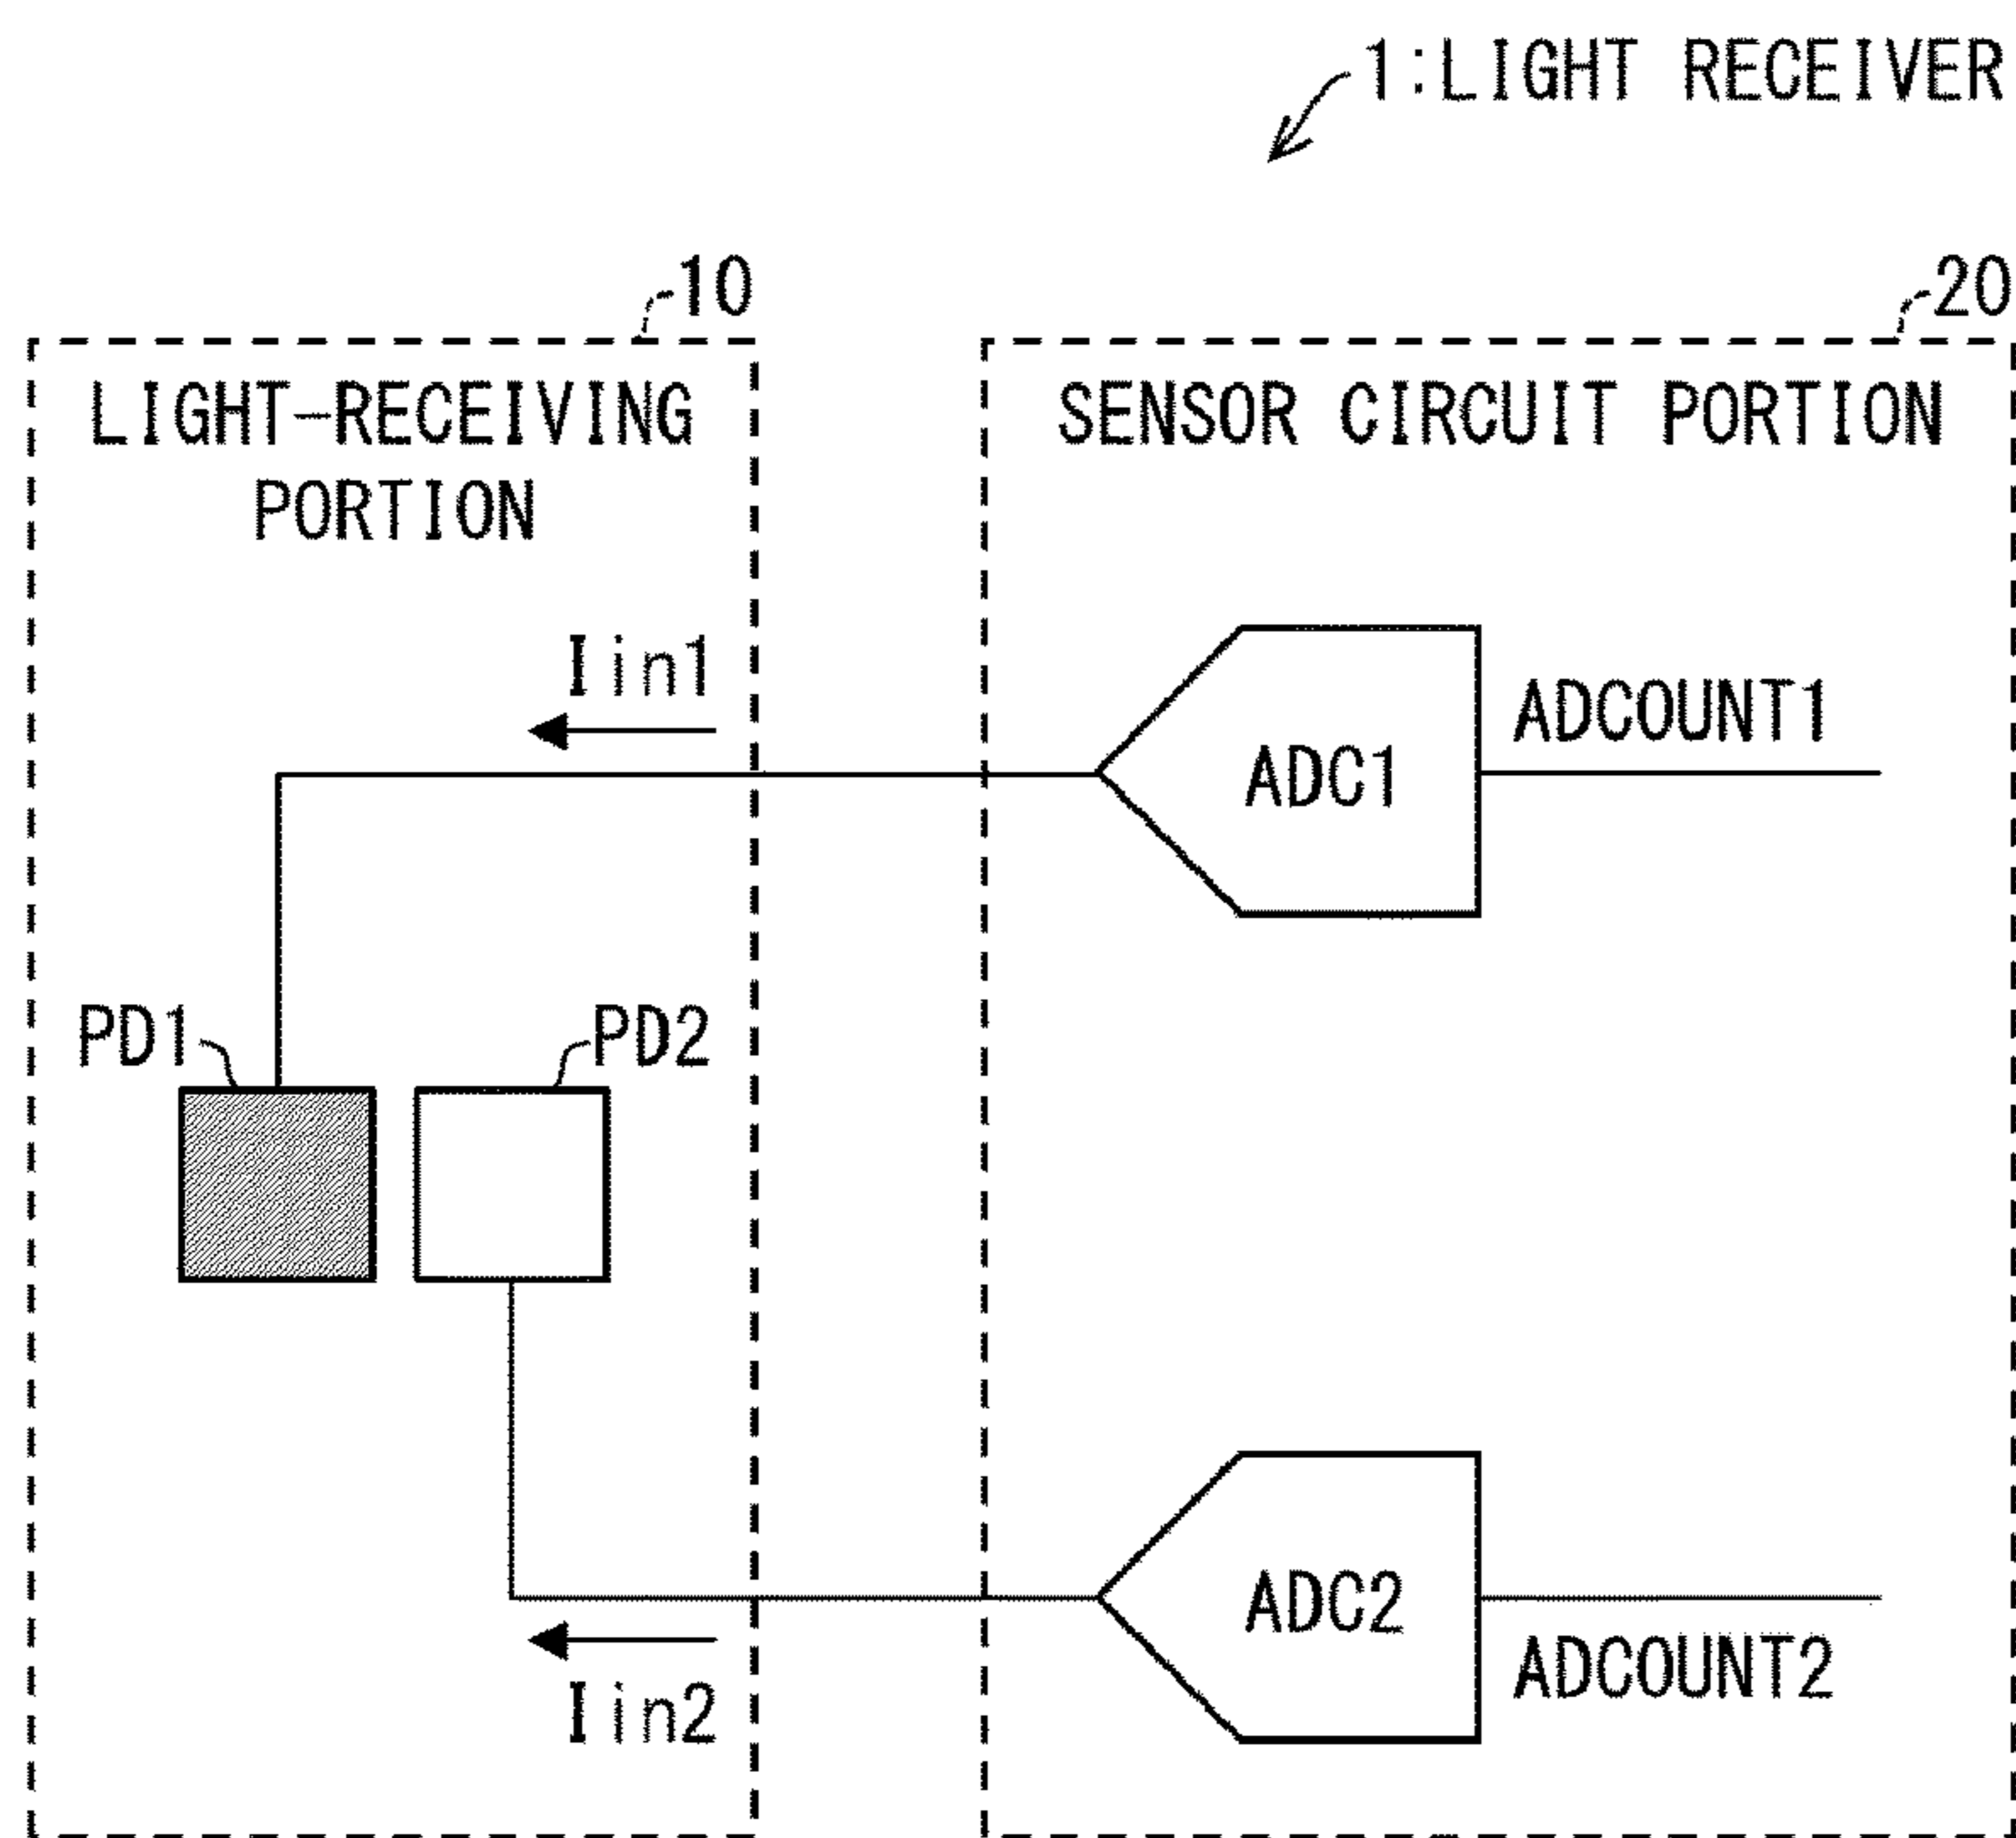 1:LIGHT RECEIVER
10
20
LIGHT-RECEIVING
PORTION
SENSOR CIRCUIT PORTION
Iin1
ADC1
ADCOUNT1
PD1
PD2
ADC2
ADCOUNT2
Iin2